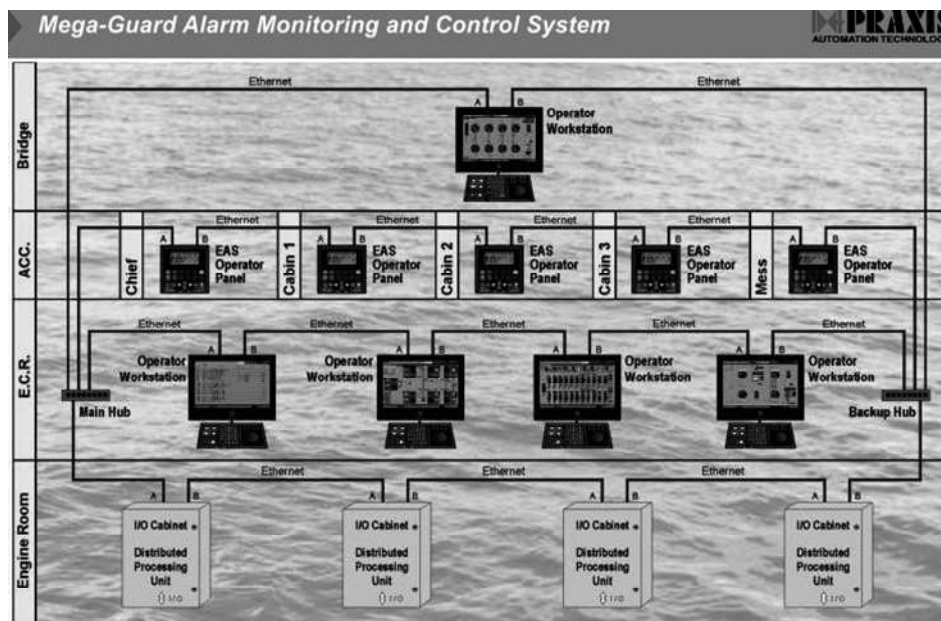 Mega-Guard Alarm Monitoring and Control System
PRAXIS
AUTOMATION TECHNOLOGY
Bridge
Ethernet
Ethernet
A
B
Operator
Workstation
ACC.
Chief
Ethernet
A
B
EAS
Operator
Panel
Cabin 1
Ethernet
A
B
EAS
Operator
Panel
Cabin 2
Ethernet
A
B
EAS
Operator
Panel
Cabin 3
Ethernet
A
B
EAS
Operator
Panel
Mess
A
B
EAS
Operator
Panel
E.C.R.
Main Hub
Ethernet
A
B
Operator
Workstation
Ethernet
A
B
Operator
Workstation
Ethernet
A
B
Operator
Workstation
Ethernet
A
B
Operator
Workstation
Ethernet
Backup Hub
Engine Room
Ethernet
Ethernet
Ethernet
A
B
I/O Cabinet
Distributed
Processing
Unit
I/O
A
B
I/O Cabinet
Distributed
Processing
Unit
I/O
A
B
I/O Cabinet
Distributed
Processing
Unit
I/O
A
B
I/O Cabinet
Distributed
Processing
Unit
I/O